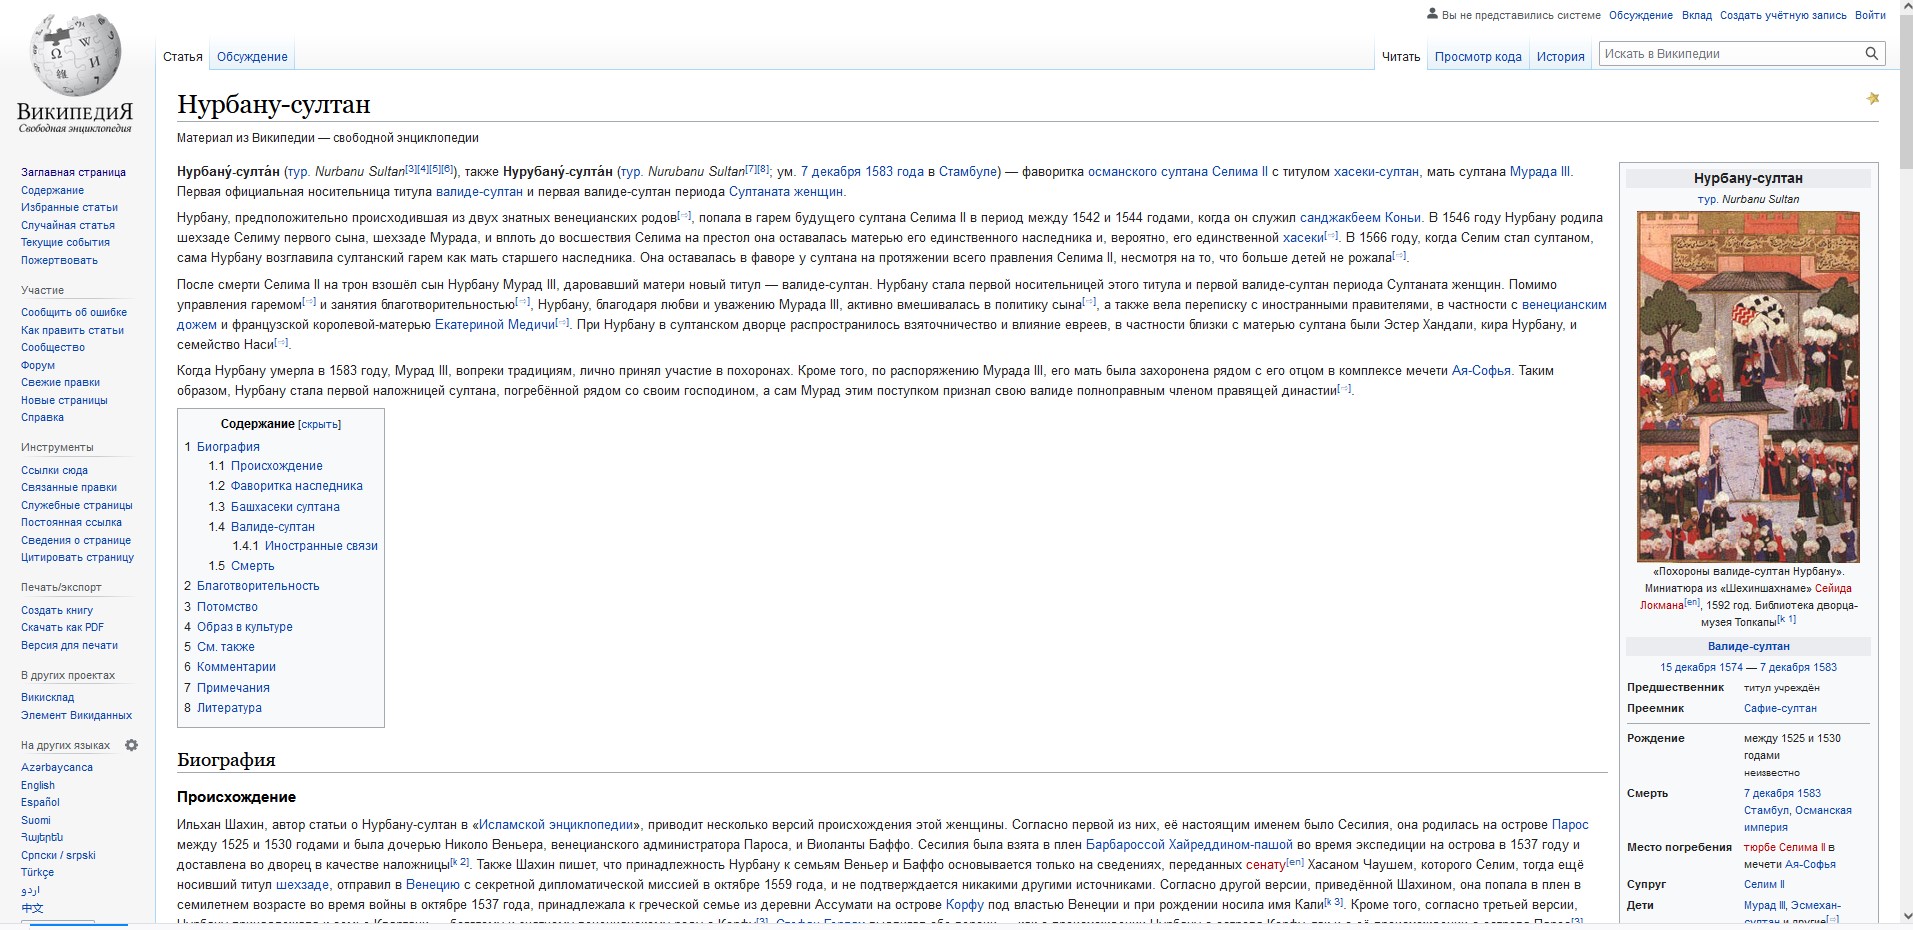 Вы не представились системе Обсуждение Вклад Создать учётную запись Войти
ВИКИПЕДИЯ
Свободная энциклопедия
Статья Обсуждение Читать Просмотр кода История Искать в Википедии
Нурбану-султан
Материал из Википедии — свободной энциклопедии
Заглавная страница
Содержание
Избранные статьи
Случайная статья
Текущие события
Пожертвовать
Участие
Сообщить об ошибке
Как править статьи
Сообщество
Форум
Свежие правки
Новые страницы
Справка
Инструменты
Ссылки сюда
Связанные правки
Служебные страницы
Постоянная ссылка
Сведения о странице
Цитировать страницу
Печать/экспорт
Создать книгу
Скачать как PDF
Версия для печати
В других проектах
Викисклад
Элемент Викиданных
На других языках
Azərbaycanca
English
Español
Suomi
Հայերեն
Српски / srpski
Türkçe
اردو
中文
Нурбану́-султа́н (тур. Nurbanu Sultan[3][4][5][6]), также Нурубану́-султа́н (тур. Nurubanu Sultan[7][8]; ум. 7 декабря 1583 года в Стамбуле) — фаворитка османского султана Селима II с титулом хасеки-султан, мать султана Мурада III.
Первая официальная носительница титула валиде-султан и первая валиде-султан периода Султаната женщин.
Нурбану, предположительно происходившая из двух знатных венецианских родов[⇨], попала в гарем будущего султана Селима II в период между 1542 и 1544 годами, когда он служил санджакбеем Коньи. В 1546 году Нурбану родила
шехзаде Селиму первого сына, шехзаде Мурада, и вплоть до восшествия Селима на престол она оставалась матерью его единственного наследника и, вероятно, его единственной хасеки[⇨]. В 1566 году, когда Селим стал султаном,
сама Нурбану возглавила султанский гарем как мать старшего наследника. Она оставалась в фаворе у султана на протяжении всего правления Селима II, несмотря на то, что больше детей не рожала[⇨].
После смерти Селима II на трон взошёл сын Нурбану Мурад III, даровавший матери новый титул — валиде-султан. Нурбану стала первой носительницей этого титула и первой валиде-султан периода Султаната женщин. Помимо
управления гаремом[⇨] и занятия благотворительностью[⇨], Нурбану, благодаря любви и уважению Мурада III, активно вмешивалась в политику сына[⇨], а также вела переписку с иностранными правителями, в частности с венецианским
дожем и французской королевой-матерью Екатериной Медичи[⇨]. При Нурбану в султанском дворце распространилось взяточничество и влияние евреев, в частности близки с матерью султана были Эстер Хандали, кира Нурбану, и
семейство Наси[⇨].
Когда Нурбану умерла в 1583 году, Мурад III, вопреки традициям, лично принял участие в похоронах. Кроме того, по распоряжению Мурада III, его мать была захоронена рядом с его отцом в комплексе мечети Ая-Софья. Таким
образом, Нурбану стала первой наложницей султана, погребённой рядом со своим господином, а сам Мурад этим поступком признал свою валиде полноправным членом правящей династии[⇨].
Содержание [скрыть]
1 Биография
1.1 Происхождение
1.2 Фаворитка наследника
1.3 Башхасеки султана
1.4 Валиде-султан
1.4.1 Иностранные связи
1.5 Смерть
2 Благотворительность
3 Потомство
4 Образ в культуре
5 См. также
6 Комментарии
7 Примечания
8 Литература
Биография
Происхождение
Ильхан Шахин, автор статьи о Нурбану-султан в «Исламской энциклопедии», приводит несколько версий происхождения этой женщины. Согласно первой из них, её настоящим именем было Сесилия, она родилась на острове Парос
между 1525 и 1530 годами и была дочерью Николо Веньера, венецианского администратора Пароса, и Виоланты Баффо. Сесилия была взята в плен Барбароссой Хайреддином-пашой во время экспедиции на острова в 1537 году и
доставлена во дворец в качестве наложницы[k 2]. Также Шахин пишет, что принадлежность Нурбану к семьям Веньер и Баффо основывается только на сведениях, переданных сенату[en] Хасаном Чаушем, которого Селим, тогда ещё
носивший титул шехзаде, отправил в Венецию с секретной дипломатической миссией в октябре 1559 года, и не подтверждается никакими другими источниками. Согласно другой версии, приведённой Шахином, она попала в плен в
семилетнем возрасте во время войны в октябре 1537 года, принадлежала к греческой семье из деревни Ассумати на острове Корфу под властью Венеции и при рождении носила имя Кали[k 3]. Кроме того, согласно третьей версии,
Нурбану-султан
тур. Nurbanu Sultan
«Похороны валиде-султан Нурбану».
Миниатюра из «Шехиншахнаме» Сейида
Локмана[en], 1592 год. Библиотека дворца-
музея Топкапы[k 1]
Валиде-султан
15 декабря 1574 — 7 декабря 1583
Предшественник титул учреждён
Преемник Сафие-султан
Рождение между 1525 и 1530
годами
неизвестно
Смерть 7 декабря 1583
Стамбул, Османская
империя
Место погребения тюрбе Селима II в
мечети Ая-Софья
Супруг Селим II
Дети Мурад III, Эсмехан-
султан и другие[⇨]